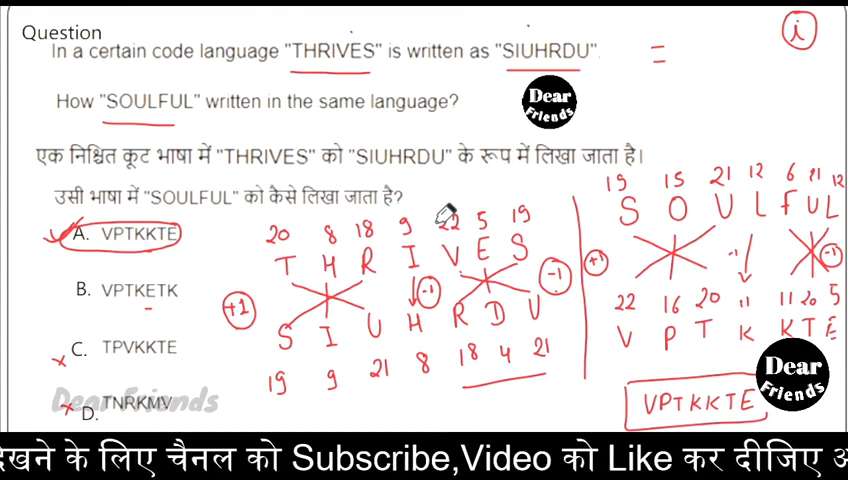 Question
In a certain code language "THRIVES" is written as "SIUHRDU".
How "SOULFUL" written in the same language?
एक निश्चित कूट भाषा में "THRIVES" को "SIUHRDU" के रूप में लिखा जाता है।
उसी भाषा में "SOULFUL" को कैसे लिखा जाता है?
A. VPTKKTE
B. VPTKETK
C. TPVKKTE
D. TNRKMV
=
i
Dear
Friends
20 8 18 9 22 5 19
T H R I V E S
+1 -1 -1
S I U H R D U
19 9 21 8 18 4 21
19 15 21 12 6 21 12
S O U L F U L
+1 -1 -1
22 16 20 11 11 20 5
V P T K K T E
VPTKKTE
Dear
Friends
Dear Friends
देखने के लिए चैनल को Subscribe,Video को Like कर दीजिए